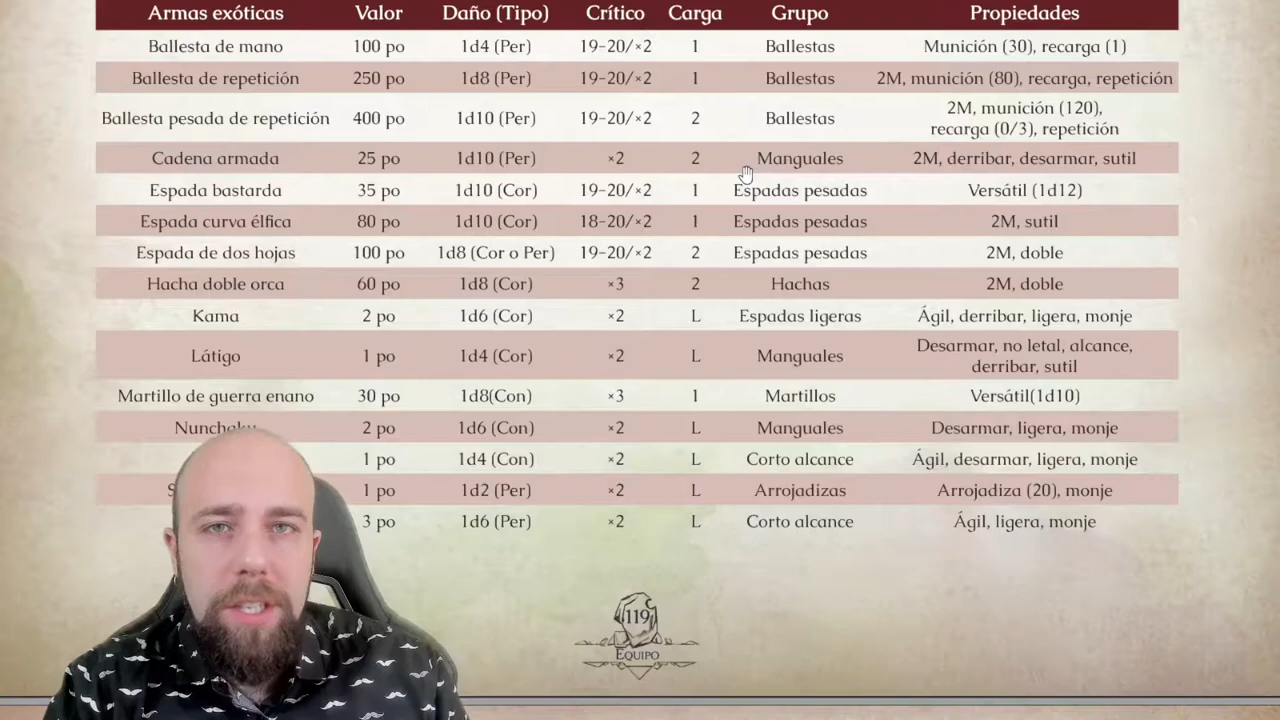 Armas exóticas Valor Daño (Tipo) Crítico Carga Grupo Propiedades
Ballesta de mano 100 po 1d4 (Per) 19-20/×2 1 Ballestas Munición (30), recarga (1)
Ballesta de repetición 250 po 1d8 (Per) 19-20/×2 1 Ballestas 2M, munición (80), recarga, repetición
Ballesta pesada de repetición 400 po 1d10 (Per) 19-20/×2 2 Ballestas 2M, munición (120),
recarga (0/3), repetición
Cadena armada 25 po 1d10 (Per) ×2 2 Manguales 2M, derribar, desarmar, sutil
Espada bastarda 35 po 1d10 (Cor) 19-20/×2 1 Espadas pesadas Versátil (1d12)
Espada curva élfica 80 po 1d10 (Cor) 18-20/×2 1 Espadas pesadas 2M, sutil
Espada de dos hojas 100 po 1d8 (Cor o Per) 19-20/×2 2 Espadas pesadas 2M, doble
Hacha doble orca 60 po 1d8 (Cor) ×3 2 Hachas 2M, doble
Kama 2 po 1d6 (Cor) ×2 L Espadas ligeras Ágil, derribar, ligera, monje
Látigo 1 po 1d4 (Cor) ×2 L Manguales Desarmar, no letal, alcance,
derribar, sutil
Martillo de guerra enano 30 po 1d8(Con) ×3 1 Martillos Versátil(1d10)
Nunchaku 2 po 1d6 (Con) ×2 L Manguales Desarmar, ligera, monje
1 po 1d4 (Con) ×2 L Corto alcance Ágil, desarmar, ligera, monje
1 po 1d2 (Per) ×2 L Arrojadizas Arrojadiza (20), monje
3 po 1d6 (Per) ×2 L Corto alcance Ágil, ligera, monje
119
Equipo